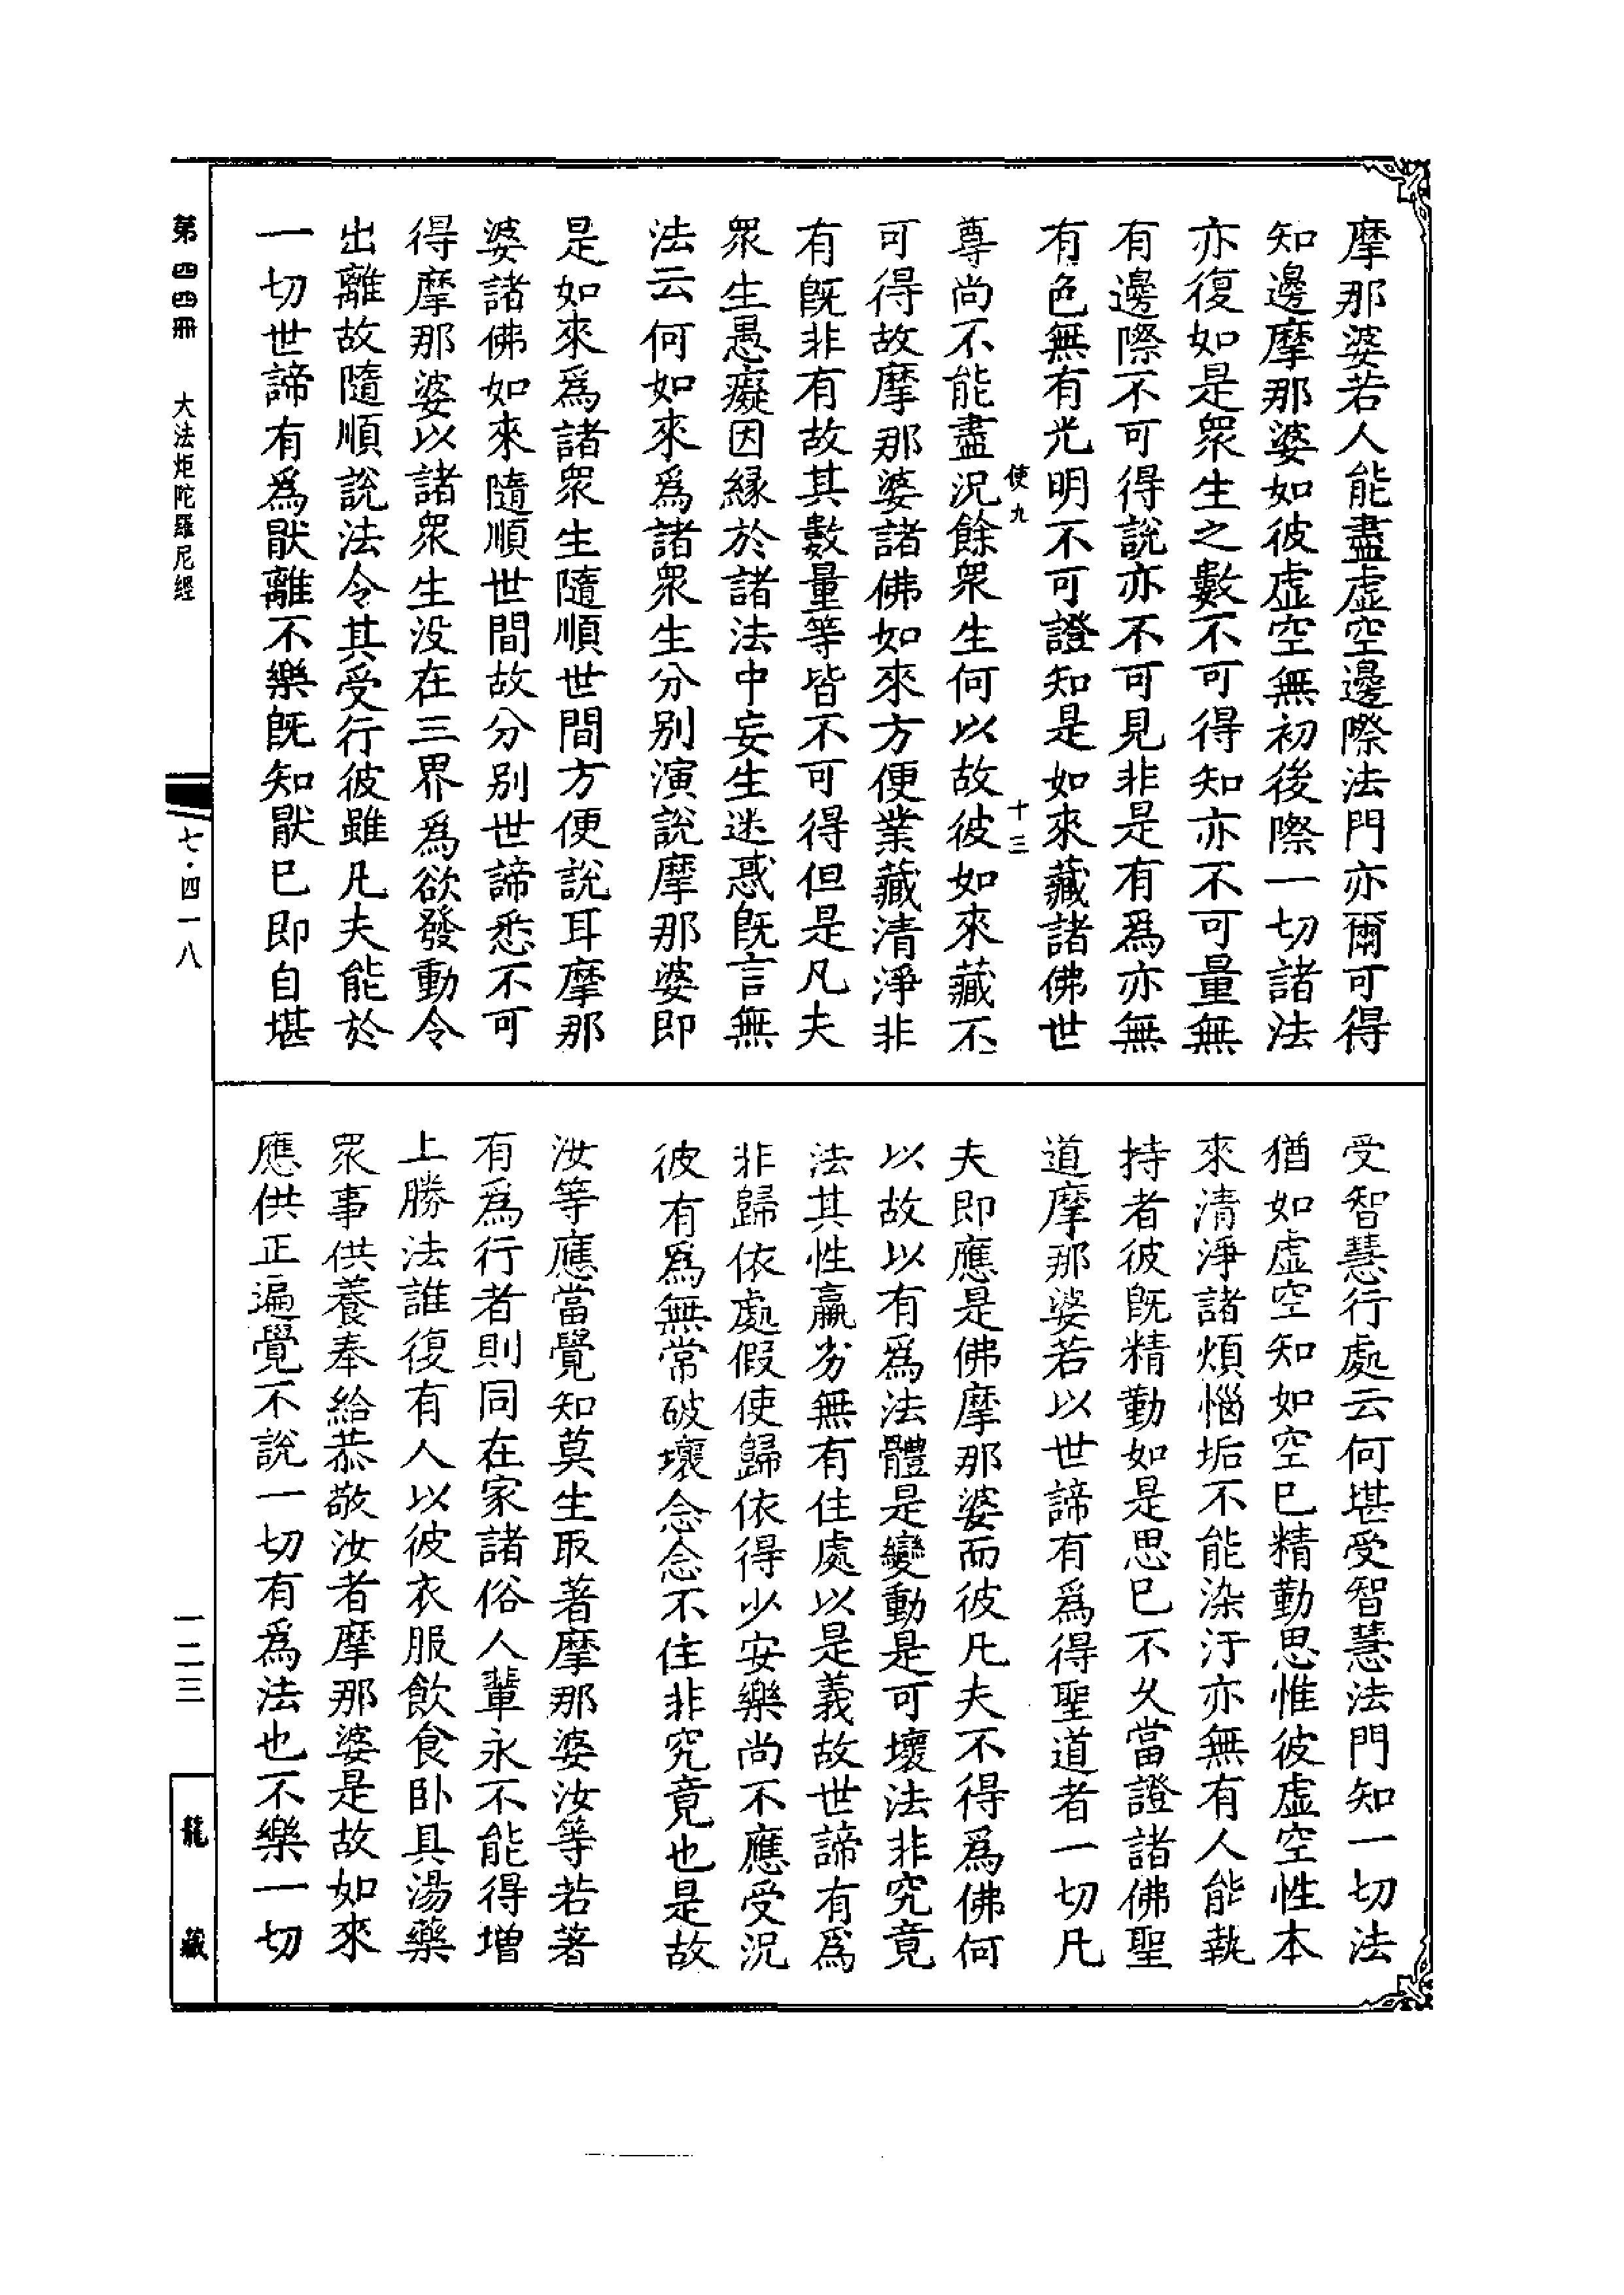 摩那婆若人能盡虛空邊際法門亦爾可得
知邊摩那婆如彼虛空無初後際一切諸法
亦復如是眾生之數不可得知亦不可量無
有邊際不可得說亦不可見非是有為亦無
有色無有光明不可證知是如來藏諸佛世
使九 十三
尊尚不能盡況餘眾生何以故彼如來藏不
可得故摩那婆諸佛如來方便業藏清淨非
有既非有故其數量等皆不可得但是凡夫
眾生愚癡因緣於諸法中妄生迷惑既言無
法云何如來為諸眾生分別演說摩那婆即
是如來為諸眾生隨順世間方便說耳摩那
婆諸佛如來隨順世間故分別世諦悉不可
得摩那婆以諸眾生沒在三界為欲發動令
出離故隨順說法令其受行彼雖凡夫能於
一切世諦有為猒離不樂既知猒已即自堪
受智慧行處云何堪受智慧法門知一切法
猶如虛空知如空已精勤思惟彼虛空性本
來清淨諸煩惱垢不能染汙亦無有人能執
持者彼既精勤如是思已不久當證諸佛聖
道摩那婆若以世諦有為得聖道者一切凡
夫即應是佛摩那婆而彼凡夫不得為佛何
以故以有為法體是變動是可壞法非究竟
法其性羸劣無有住處以是義故世諦有為
非歸依處假使歸依得少安樂尚不應受況
彼有為無常破壞念念不住非究竟也是故
汝等應當覺知莫生取著摩那婆汝等若著
有為行者則同在家諸俗人輩永不能得增
上勝法誰復有人以彼衣服飲食臥具湯藥
眾事供養奉給恭敬汝者摩那婆是故如來
應供正遍覺不說一切有為法也不樂一切
第四四冊 大法炬陀羅尼經 七·四一八 一二三 龍藏